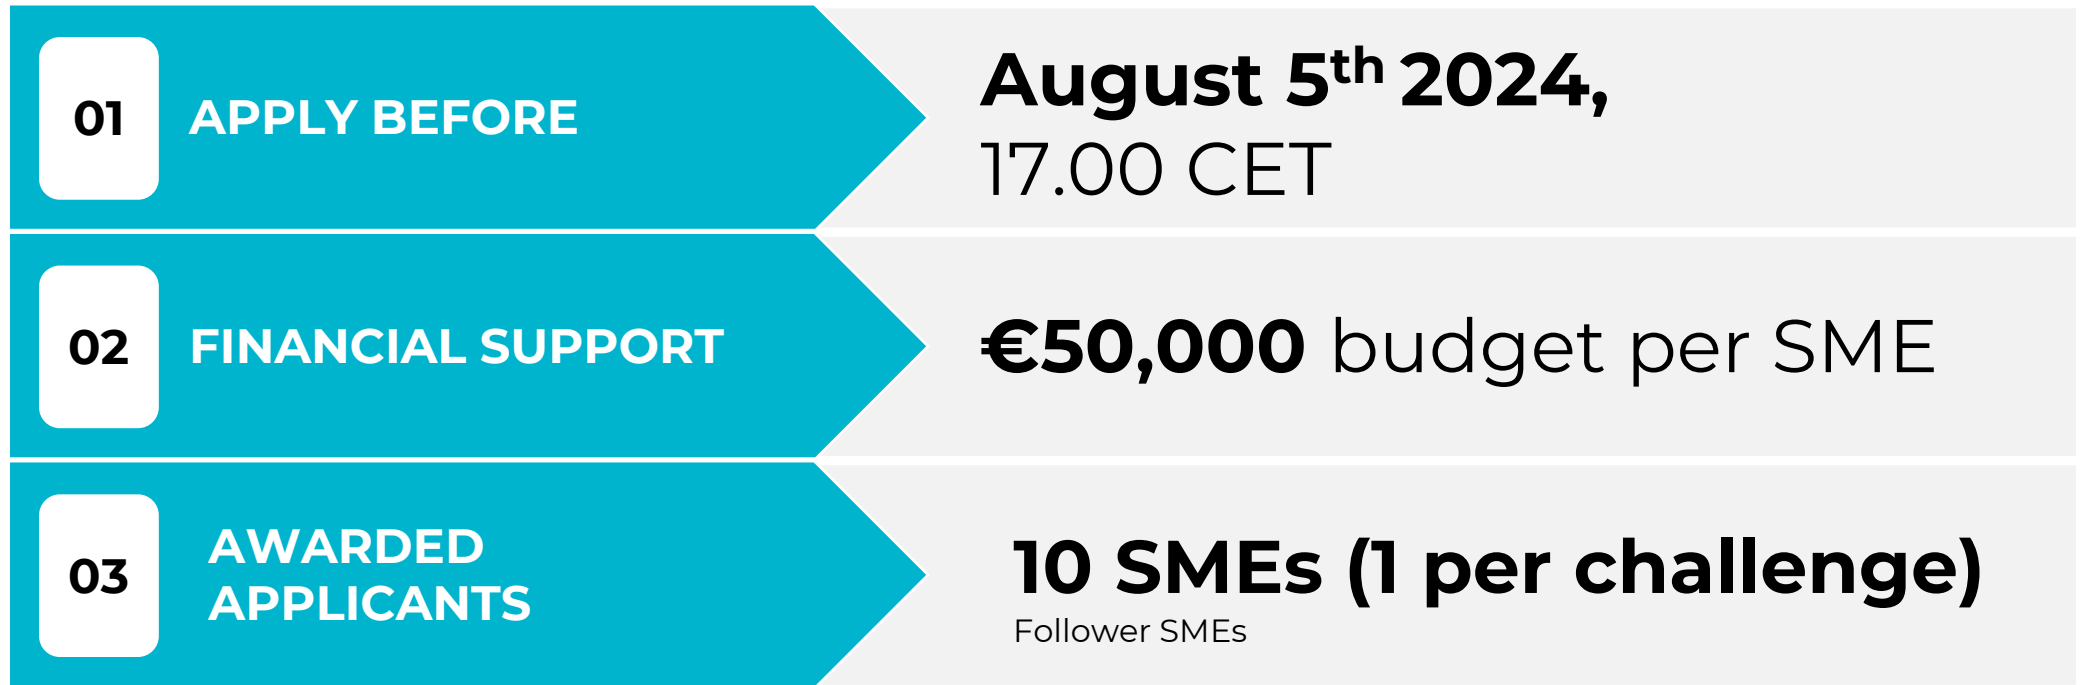 01
APPLY BEFORE
August 5th 2024,
17.00 CET
02
FINANCIAL SUPPORT
€50,000 budget per SME
03
AWARDED
APPLICANTS
10 SMEs (1 per challenge)
Follower SMEs